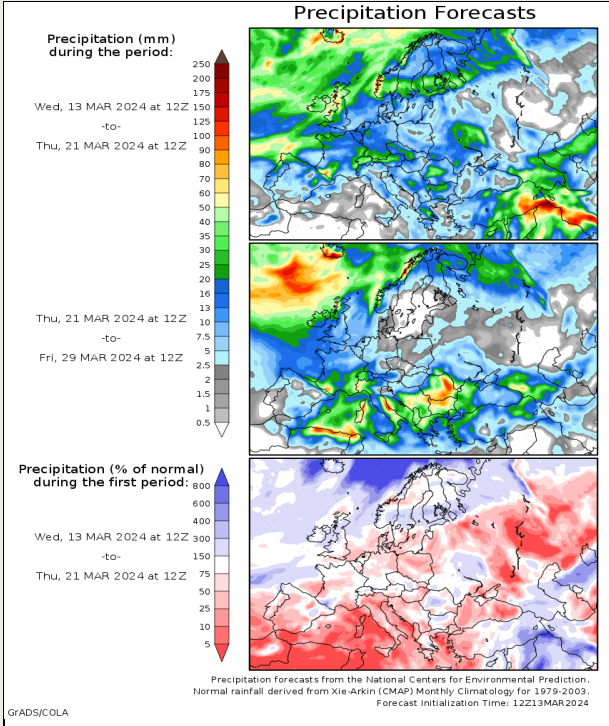 Precipitation Forecasts
Precipitation (mm)
during the period:
250
200
175
150
125
100
90
80
70
60
50
40
35
30
25
20
16
13
10
7.5
5
2.5
2
1.5
1
0.5
Wed, 13 MAR 2024 at 12Z
-to-
Thu, 21 MAR 2024 at 12Z
Thu, 21 MAR 2024 at 12Z
-to-
Fri, 29 MAR 2024 at 12Z
Precipitation (% of normal)
during the first period:
800
600
400
300
150
75
50
25
10
5
Wed, 13 MAR 2024 at 12Z
-to-
Thu, 21 MAR 2024 at 12Z
Precipitation forecasts from the National Centers for Environmental Prediction.
Normal rainfall derived from Xie-Arkin (CMAP) Monthly Climatology for 1979-2003.
Forecast Initialization Time: 12Z13MAR2024
GrADS/COLA